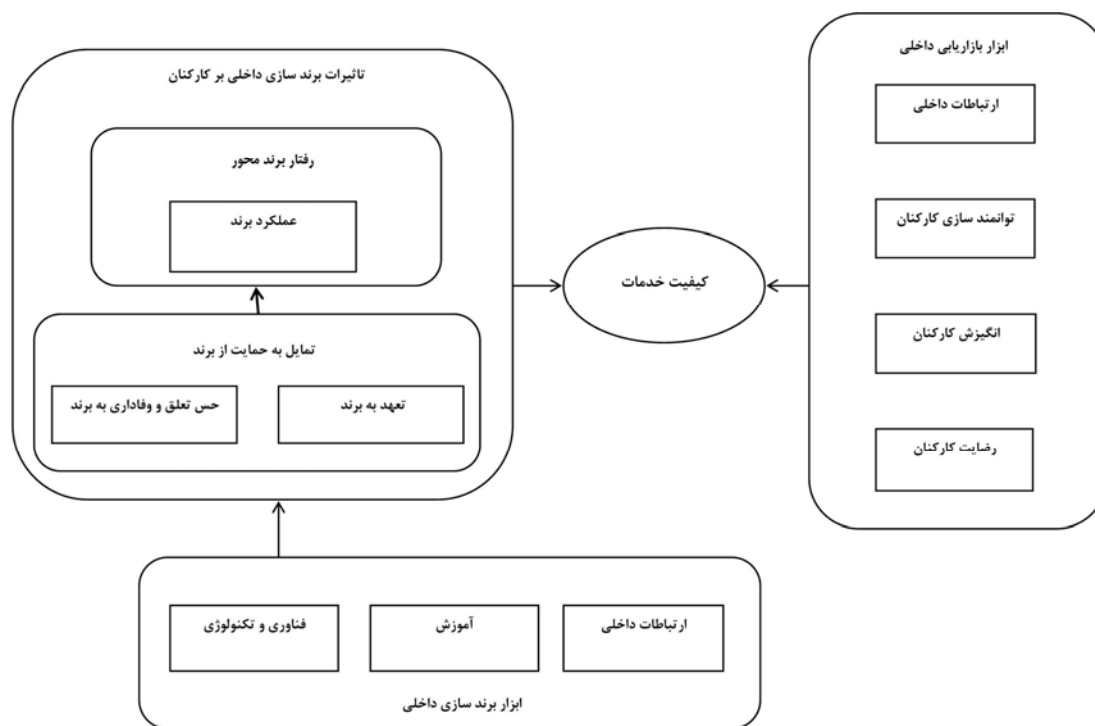 ابزار بازاریابی داخلی
ارتباطات داخلی
توانمند سازی کارکنان
انگیزش کارکنان
رضایت کارکنان
کیفیت خدمات
تاثیرات برند سازی داخلی بر کارکنان
رفتار برند محور
عملکرد برند
تمایل به حمایت از برند
تعهد به برند
حس تعلق و وفاداری به برند
ارتباطات داخلی
آموزش
فناوری و تکنولوژی
ابزار برند سازی داخلی